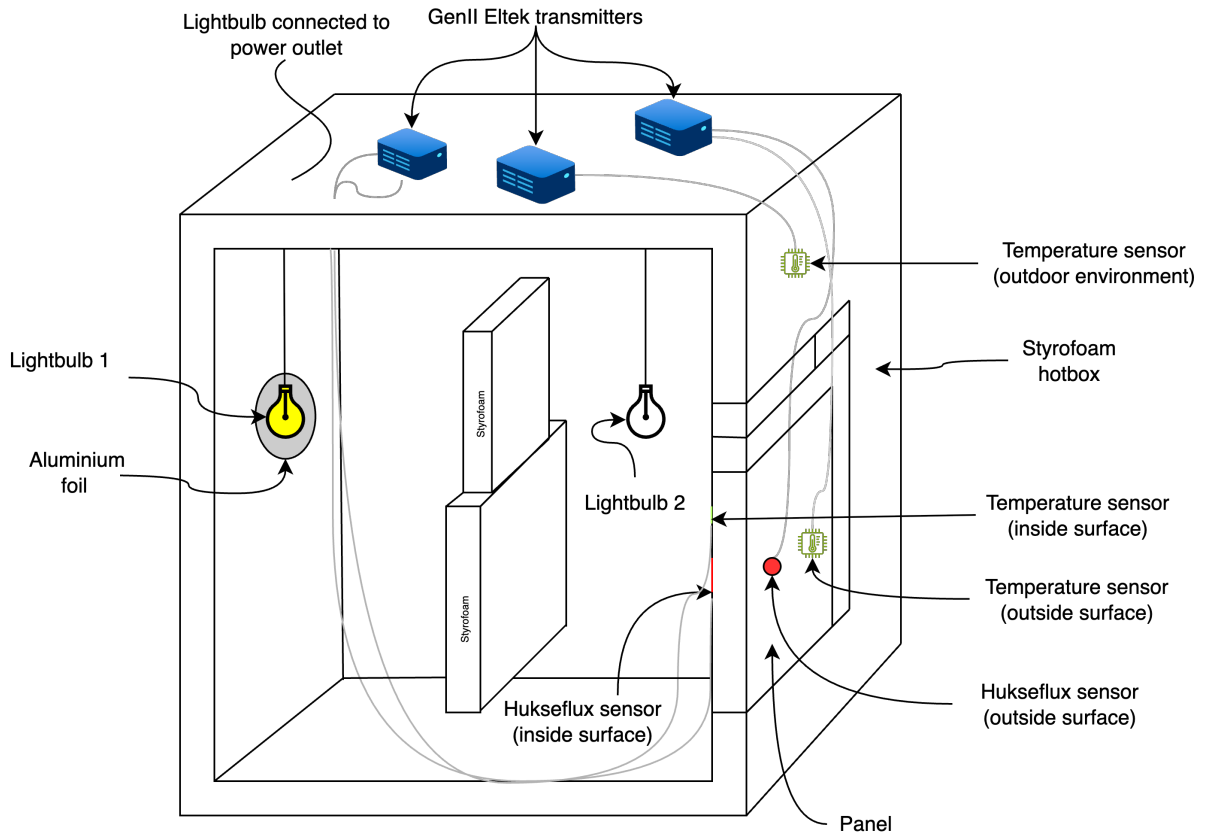 Lightbulb connected to
power outlet
GenII Eltek transmitters
Temperature sensor
(outdoor environment)
Styrofoam
hotbox
Lightbulb 1
Styrofoam
Aluminium
foil
Lightbulb 2
Temperature sensor
(inside surface)
Styrofoam
Temperature sensor
(outside surface)
Hukseflux sensor
(inside surface)
Hukseflux sensor
(outside surface)
Panel